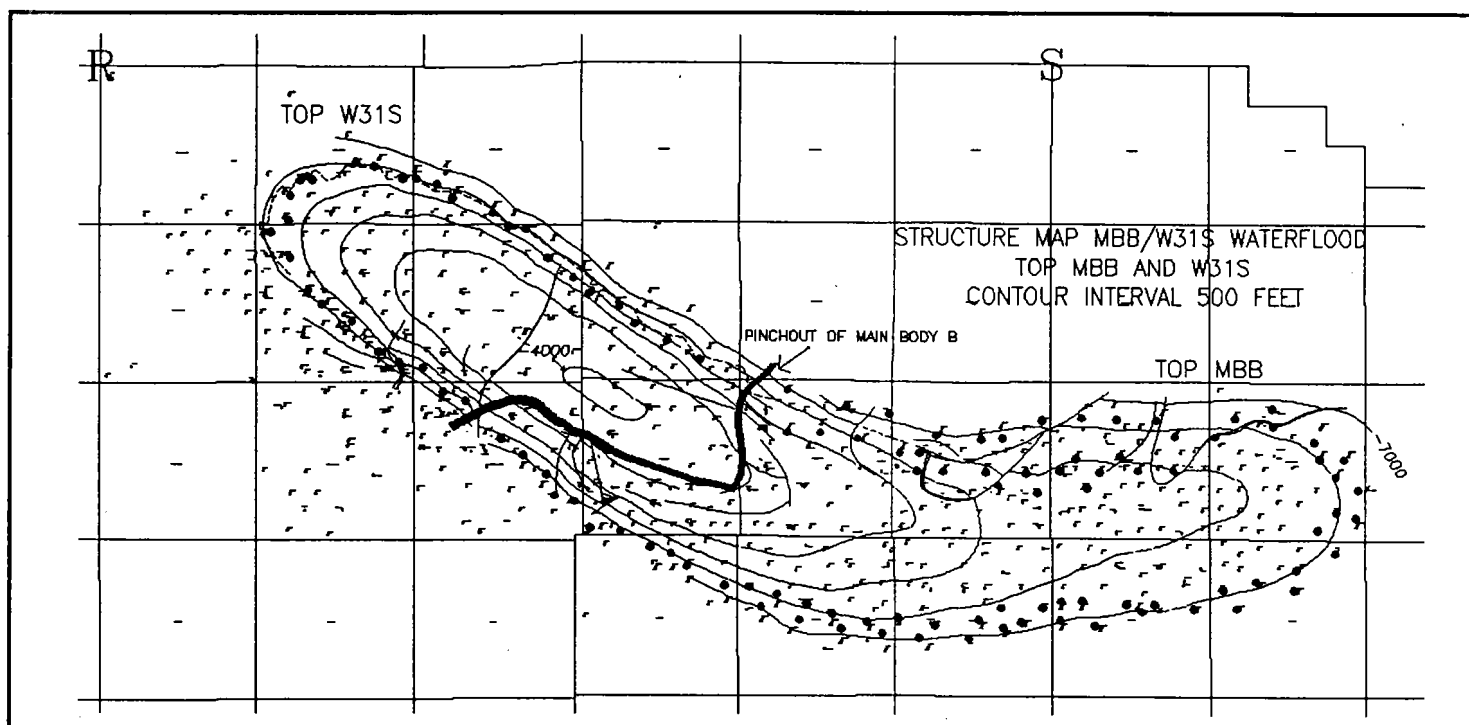 R
S
TOP W31S
STRUCTURE MAP MBB/W31S WATERFLOOD
TOP MBB AND W31S
CONTOUR INTERVAL 500 FEET
PINCHOUT OF MAIN BODY B
-4000
TOP MBB
-7000